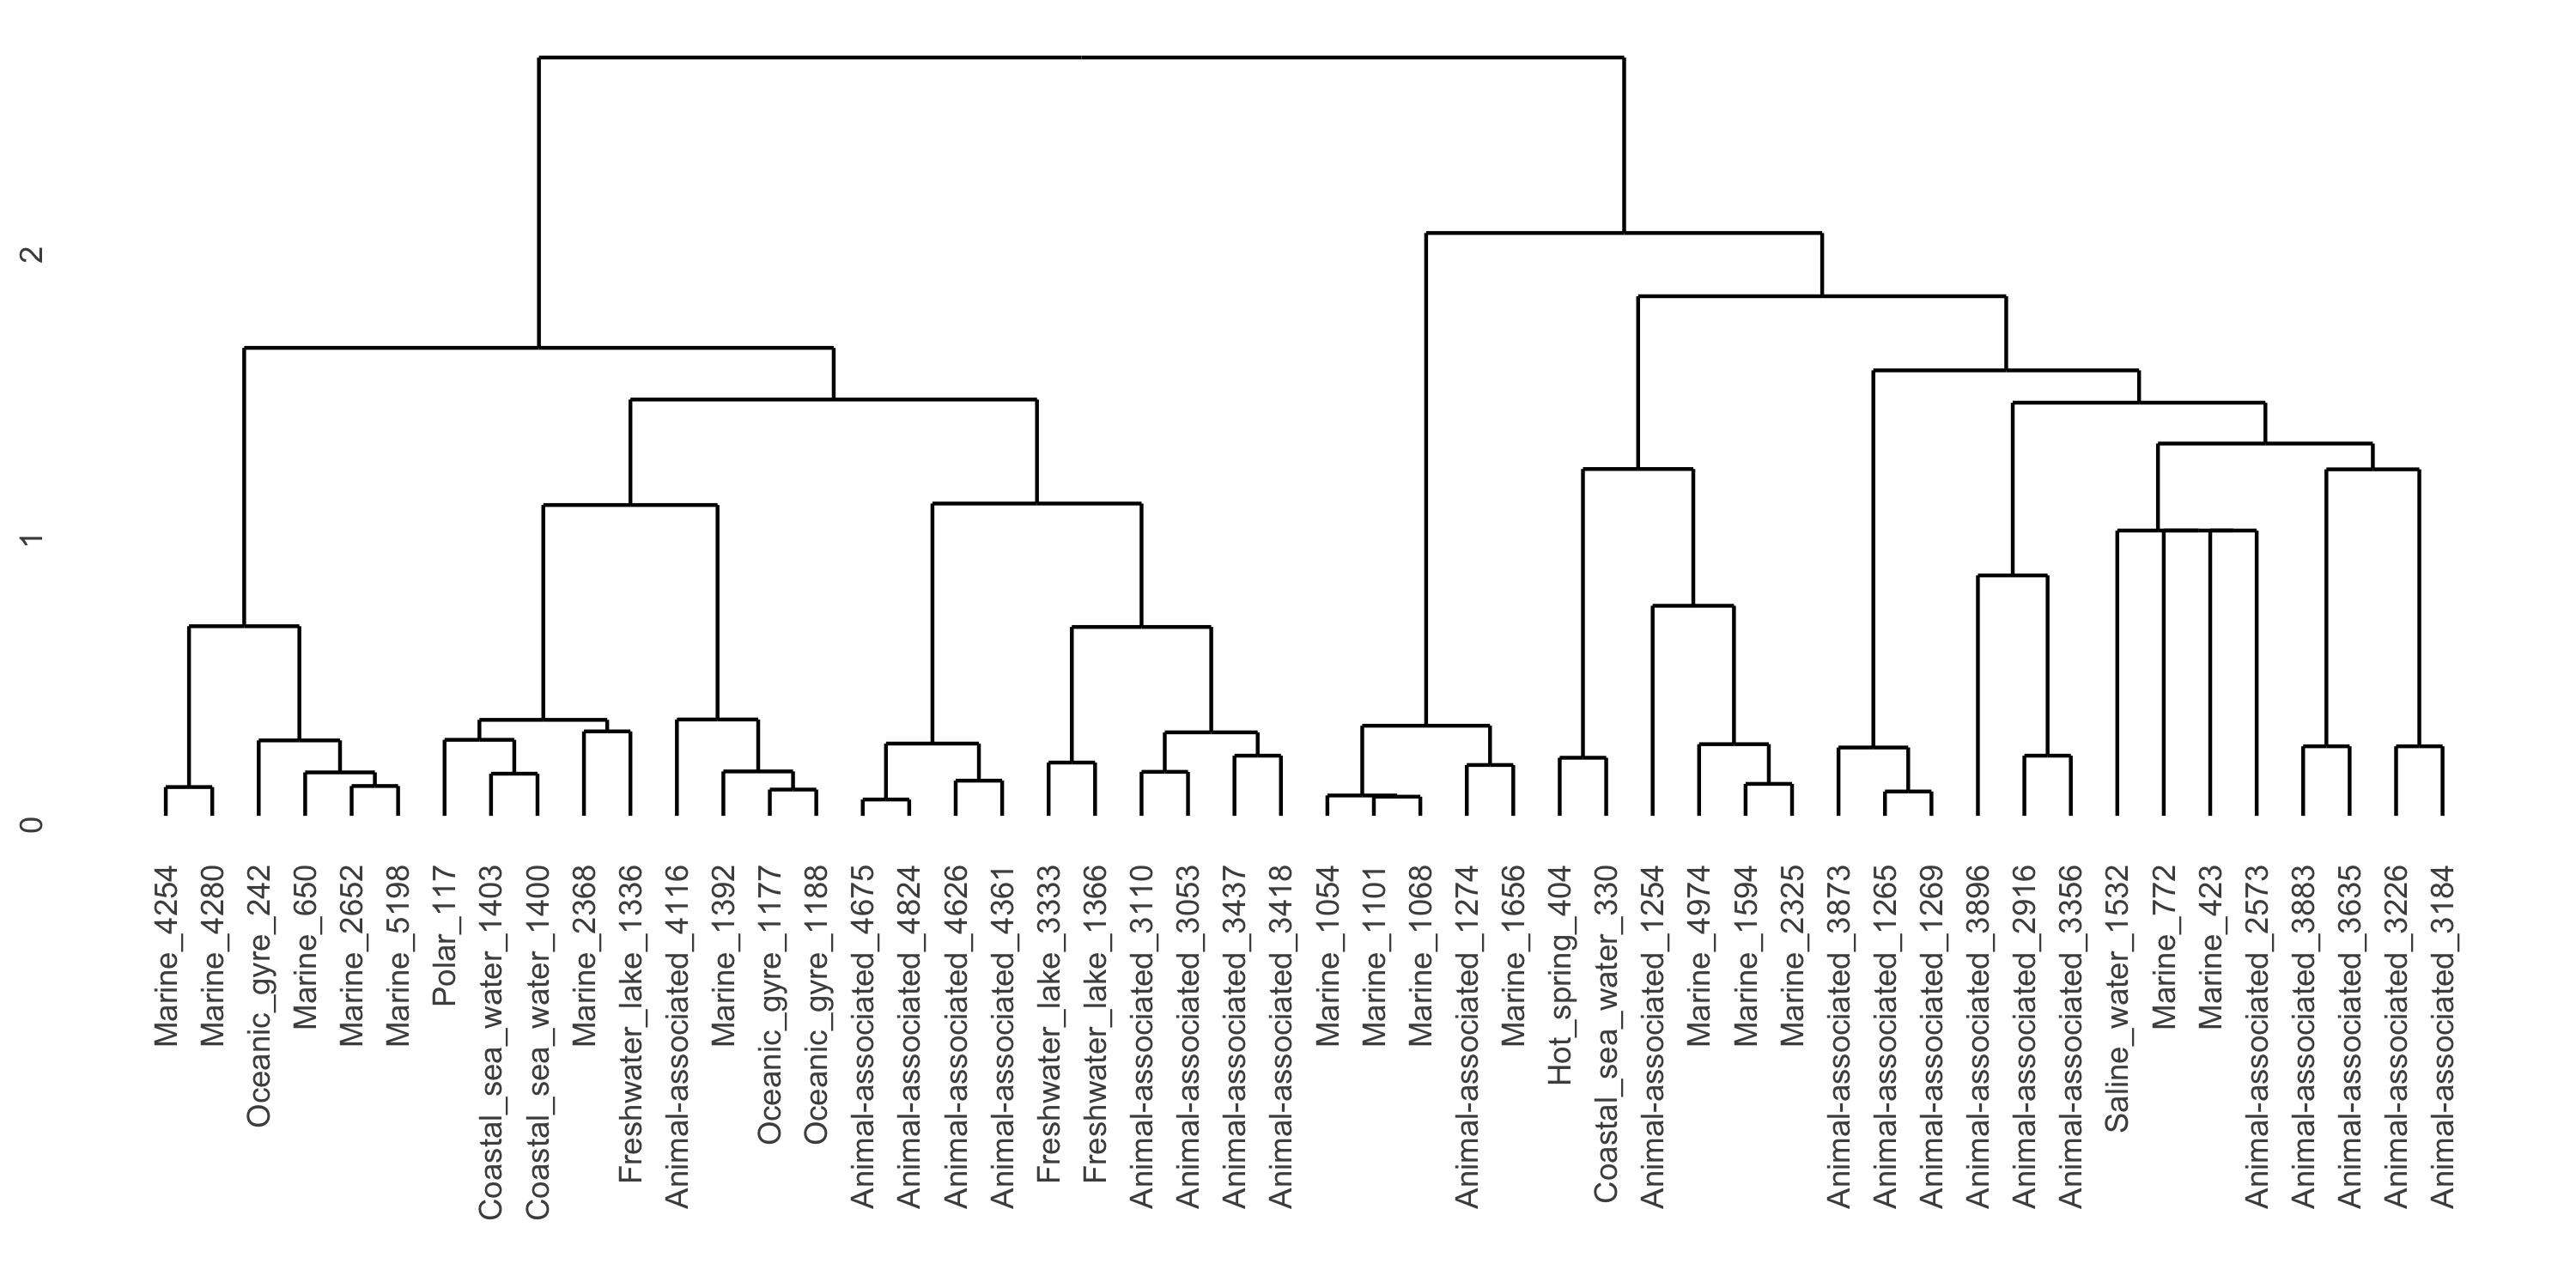 2
1
0
Marine_4254
Marine_4280
Oceanic_gyre_242
Marine_650
Marine_2652
Marine_5198
Polar_117
Coastal_sea_water_1403
Coastal_sea_water_1400
Marine_2368
Freshwater_lake_1336
Animal-associated_4116
Marine_1392
Oceanic_gyre_1177
Oceanic_gyre_1188
Animal-associated_4675
Animal-associated_4824
Animal-associated_4626
Animal-associated_4361
Freshwater_lake_3333
Freshwater_lake_1366
Animal-associated_3110
Animal-associated_3053
Animal-associated_3437
Animal-associated_3418
Marine_1054
Marine_1101
Marine_1068
Animal-associated_1274
Marine_1656
Hot_spring_404
Coastal_sea_water_330
Animal-associated_1254
Marine_4974
Marine_1594
Marine_2325
Animal-associated_3873
Animal-associated_1265
Animal-associated_1269
Animal-associated_3896
Animal-associated_2916
Animal-associated_3356
Saline_water_1532
Marine_772
Marine_423
Animal-associated_2573
Animal-associated_3883
Animal-associated_3635
Animal-associated_3226
Animal-associated_3184